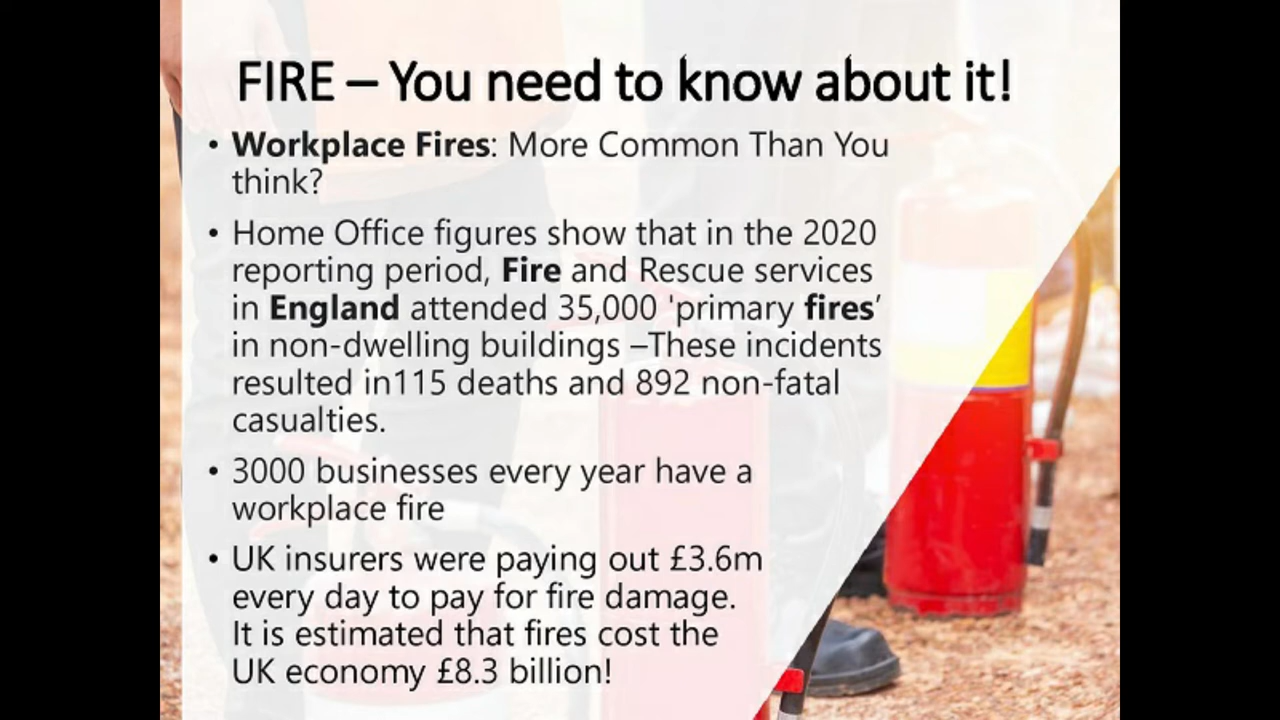 FIRE – You need to know about it!
• Workplace Fires: More Common Than You
think?
• Home Office figures show that in the 2020
reporting period, Fire and Rescue services
in England attended 35,000 'primary fires’
in non-dwelling buildings –These incidents
resulted in115 deaths and 892 non-fatal
casualties.
• 3000 businesses every year have a
workplace fire
• UK insurers were paying out £3.6m
every day to pay for fire damage.
It is estimated that fires cost the
UK economy £8.3 billion!